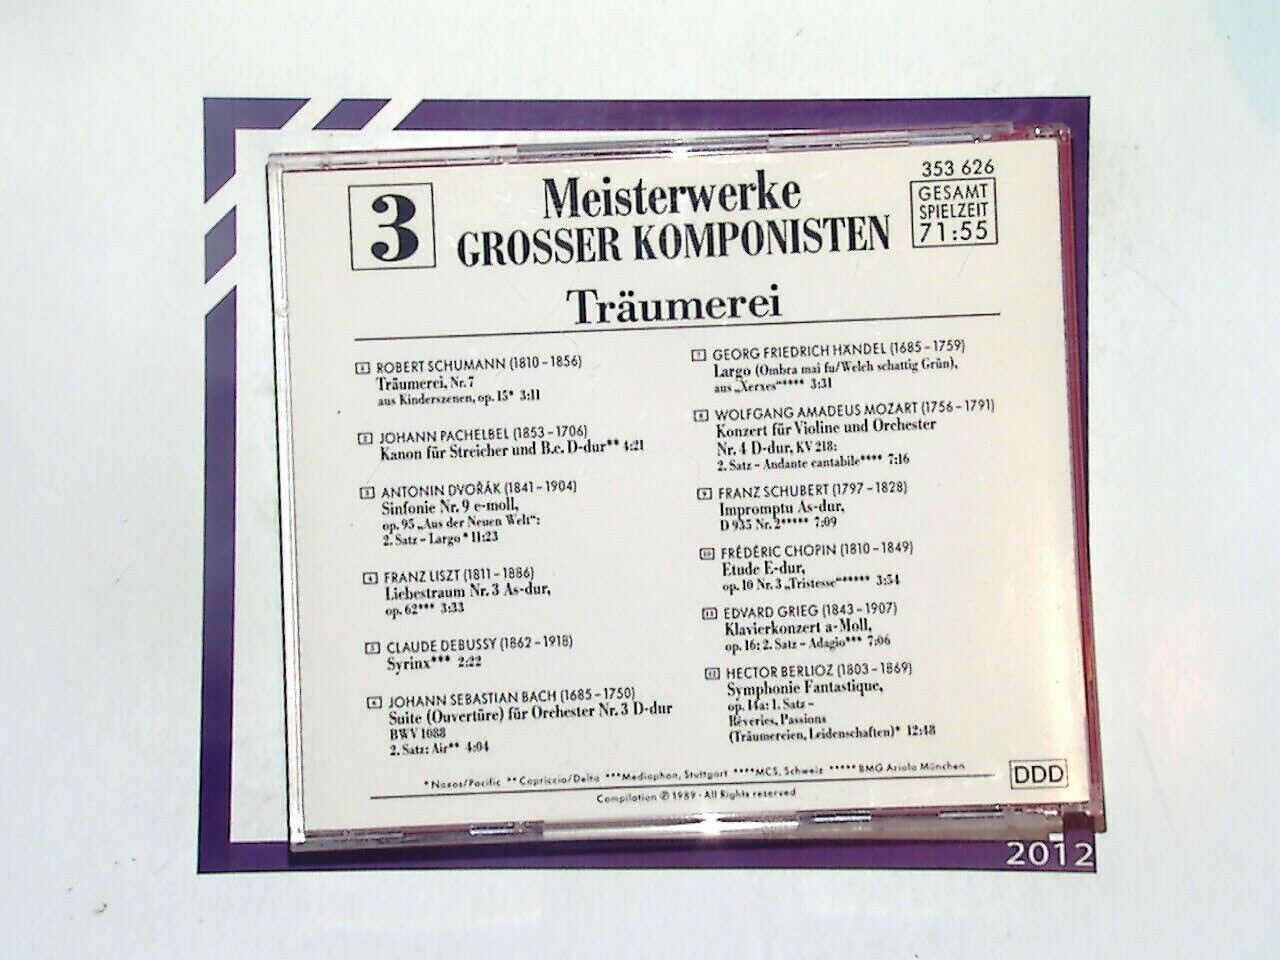 3
Meisterwerke
GROSSER KOMPONISTEN
353 626
GESAMT
SPIELZEIT
71:55
Träumerei
1 ROBERT SCHUMANN (1810-1856)
Träumerei, Nr. 7
aus Kinderszenen, op. 15* 3:11
2 JOHANN PACHELBEL (1853-1706)
Kanon für Streicher und B.c. D-dur** 4:21
3 ANTONIN DVOŘÁK (1841-1904)
Sinfonie Nr. 9 e-moll,
op. 95 „Aus der Neuen Welt“:
2. Satz - Largo * 11:23
4 FRANZ LISZT (1811-1886)
Liebestraum Nr. 3 As-dur,
op. 62*** 3:33
5 CLAUDE DEBUSSY (1862-1918)
Syrinx*** 2:22
6 JOHANN SEBASTIAN BACH (1685-1750)
Suite (Ouvertüre) für Orchester Nr. 3 D-dur
BWV 1088
2. Satz: Air** 4:04
7 GEORG FRIEDRICH HÄNDEL (1685-1759)
Largo (Ombra mai fu/Welch schattig Grün),
aus „Xerxes“**** 3:31
8 WOLFGANG AMADEUS MOZART (1756-1791)
Konzert für Violine und Orchester
Nr. 4 D-dur, KV 218:
2. Satz - Andante cantabile**** 7:16
9 FRANZ SCHUBERT (1797-1828)
Impromptu As-dur,
D 935 Nr. 2***** 7:09
10 FRÉDÉRIC CHOPIN (1810-1849)
Etude E-dur,
op. 10 Nr. 3 „Tristesse“***** 3:54
11 EDVARD GRIEG (1843-1907)
Klavierkonzert a-Moll,
op. 16: 2. Satz - Adagio*** 7:06
12 HECTOR BERLIOZ (1803-1869)
Symphonie Fantastique,
op. 14a: 1. Satz -
Rêveries, Passions
(Träumereien, Leidenschaften)* 12:48
* Naxos/Pacific ** Capriccio/Delta *** Mediaphon, Stuttgart **** MCS, Schweiz ***** BMG Ariola München
Compilation ℗ 1989 · All Rights reserved
DDD
2012